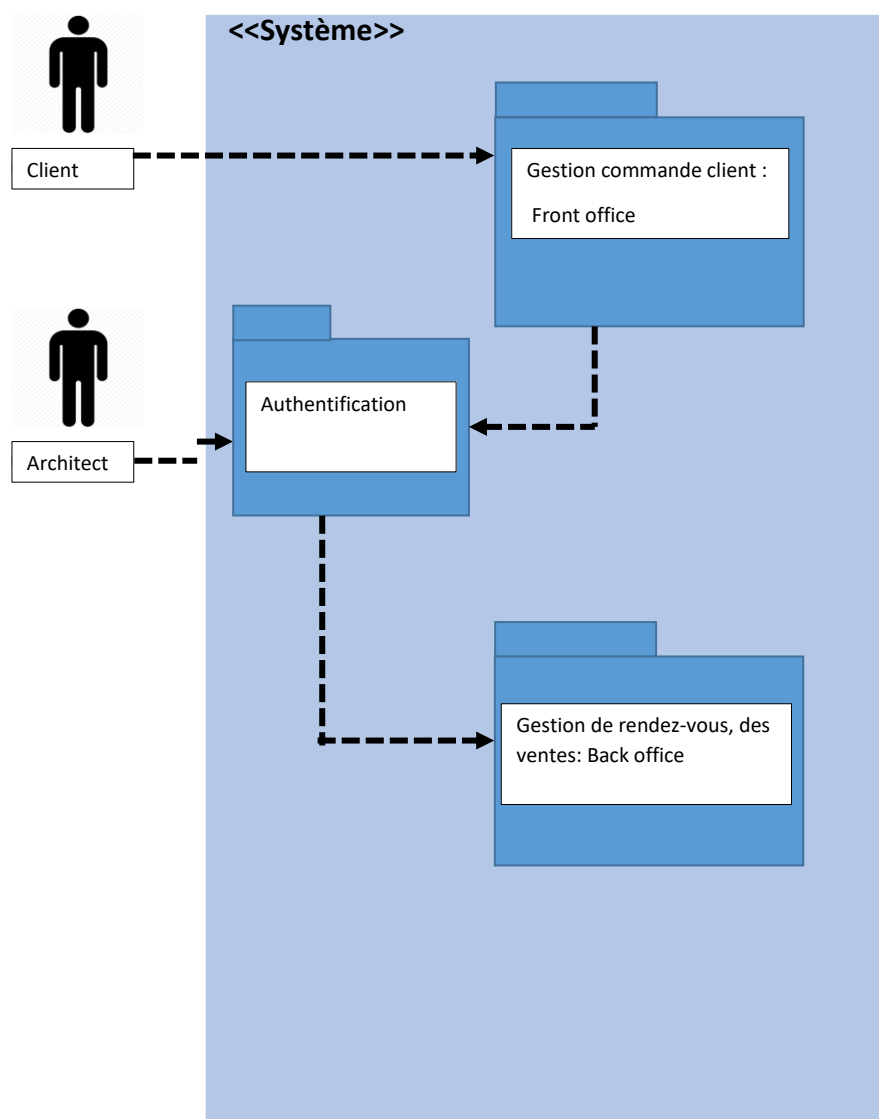 <<Système>>
Client
Gestion commande client :
Front office
Authentification
Architect
Gestion de rendez-vous, des
ventes: Back office